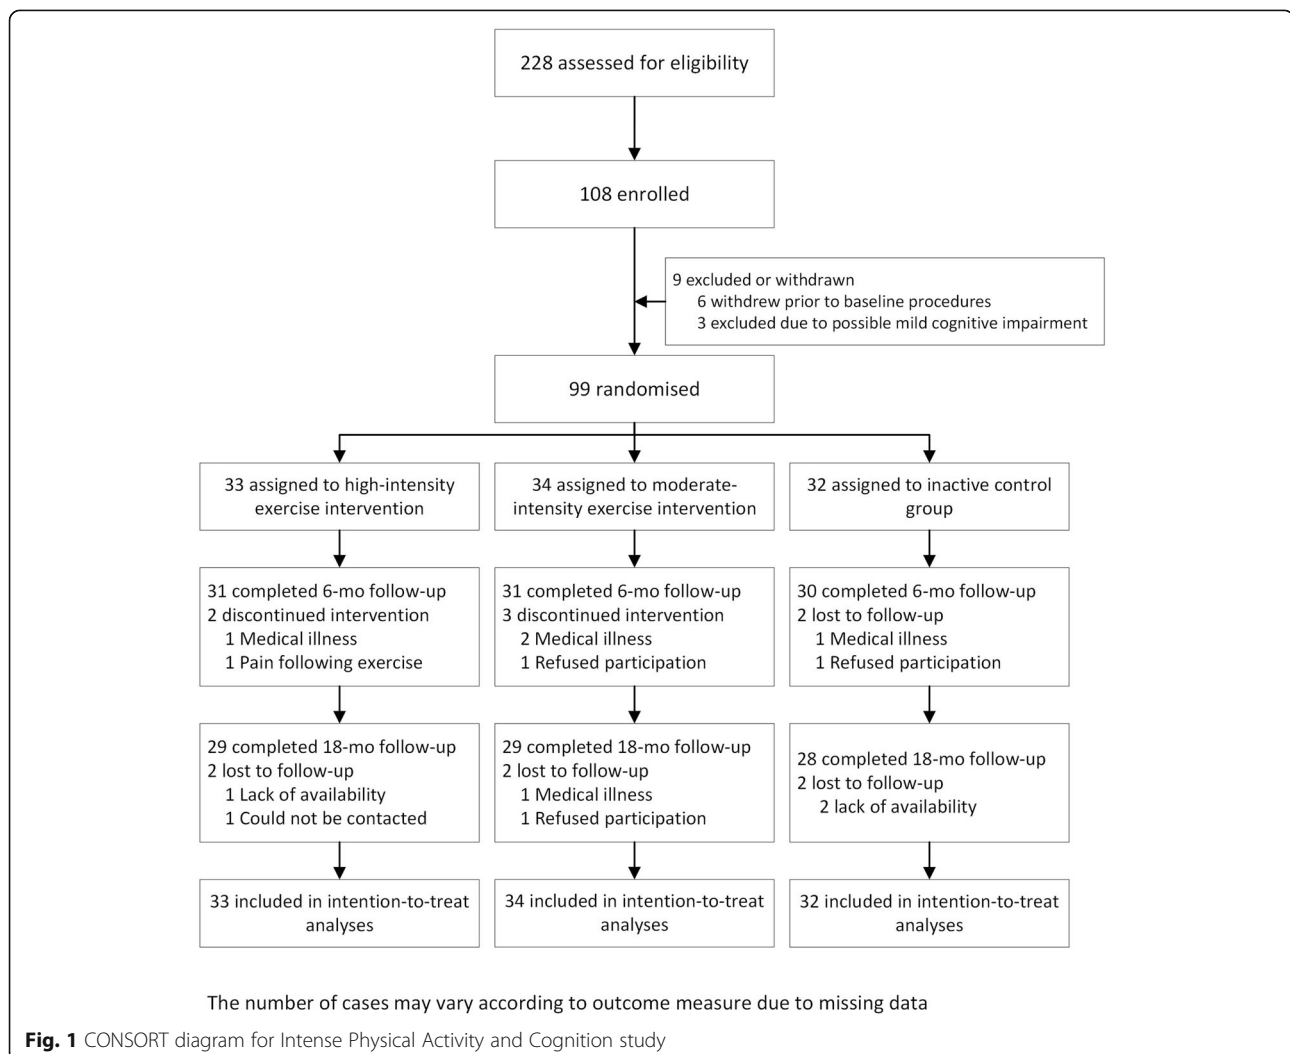 228 assessed for eligibility
108 enrolled
9 excluded or withdrawn
6 withdrew prior to baseline procedures
3 excluded due to possible mild cognitive impairment
99 randomised
33 assigned to high-intensity
exercise intervention
34 assigned to moderate-
intensity exercise intervention
32 assigned to inactive control
group
31 completed 6-mo follow-up
2 discontinued intervention
1 Medical illness
1 Pain following exercise
31 completed 6-mo follow-up
3 discontinued intervention
2 Medical illness
1 Refused participation
30 completed 6-mo follow-up
2 lost to follow-up
1 Medical illness
1 Refused participation
29 completed 18-mo follow-up
2 lost to follow-up
1 Lack of availability
1 Could not be contacted
29 completed 18-mo follow-up
2 lost to follow-up
1 Medical illness
1 Refused participation
28 completed 18-mo follow-up
2 lost to follow-up
2 lack of availability
33 included in intention-to-treat
analyses
34 included in intention-to-treat
analyses
32 included in intention-to-treat
analyses
The number of cases may vary according to outcome measure due to missing data
Fig. 1 CONSORT diagram for Intense Physical Activity and Cognition study